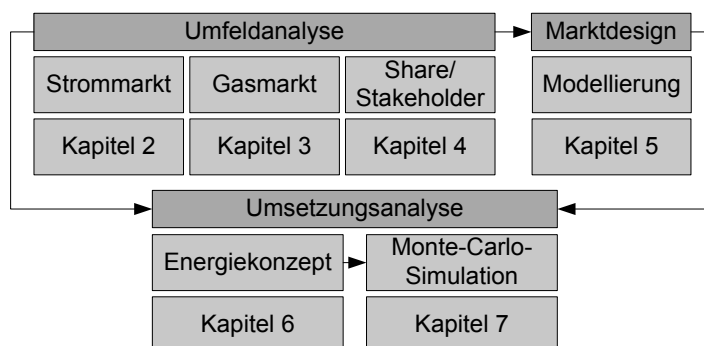 Umfeldanalyse
Marktdesign
Strommarkt
Gasmarkt
Share/
Stakeholder
Modellierung
Kapitel 2
Kapitel 3
Kapitel 4
Kapitel 5
Umsetzungsanalyse
Energiekonzept
Monte-Carlo-
Simulation
Kapitel 6
Kapitel 7